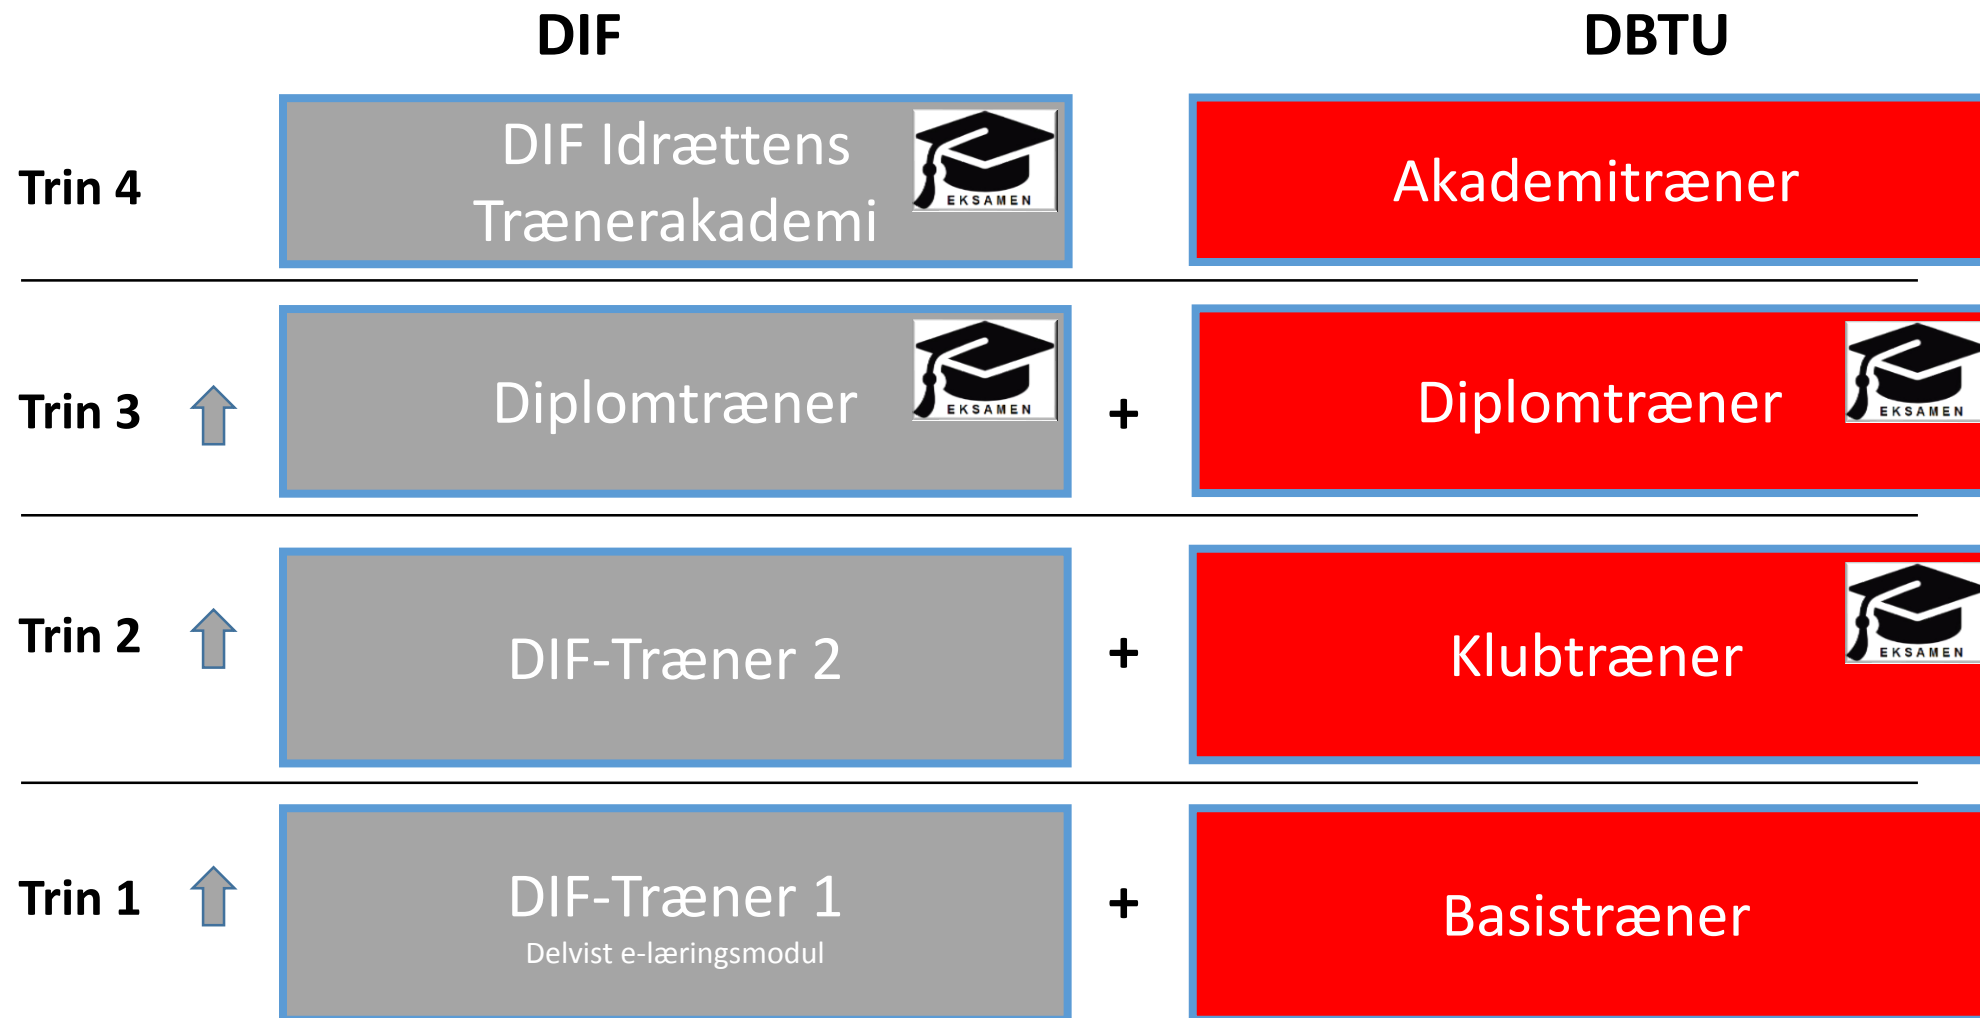 DIF
DBTU
Trin 4
DIF Idrættens
Trænerakademi
EKSAMEN
Akademitræner
Trin 3
Diplomtræner
EKSAMEN
+
Diplomtræner
EKSAMEN
Trin 2
DIF-Træner 2
+
Klubtræner
EKSAMEN
Trin 1
DIF-Træner 1
Delvist e-læringsmodul
+
Basistræner